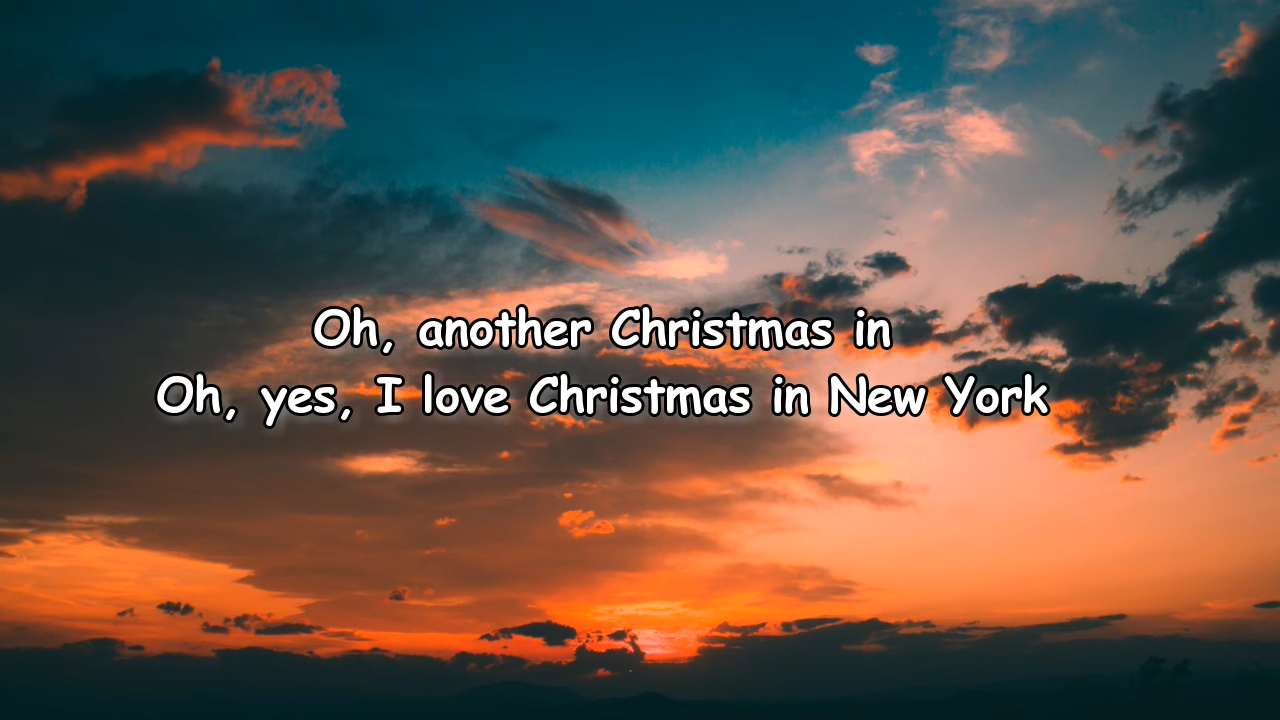 Oh, another Christmas in
Oh, yes, I love Christmas in New York